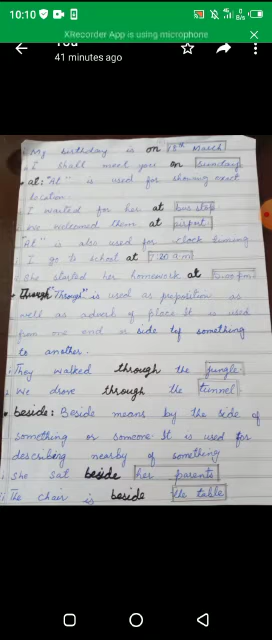 10:10
XRecorder App is using microphone
You
41 minutes ago
My birthday is on 15th March
I shall meet you on Sunday
at: "At" is used for showing exact
location
I waited for her at bus stop
we welcomed them at airport
"At" is also used for clock timing
I go to school at 7:20 a.m
She started her homework at pm
Through "Through" is used as preposition as
well as adverb of place It is used
from one end or side of something
to another.
They walked through the jungle.
We drove through the tunnel
beside: Beside means by the side of
something or someone. It is used for
describing nearby of something
She sat beside her parents
The chair is beside the table